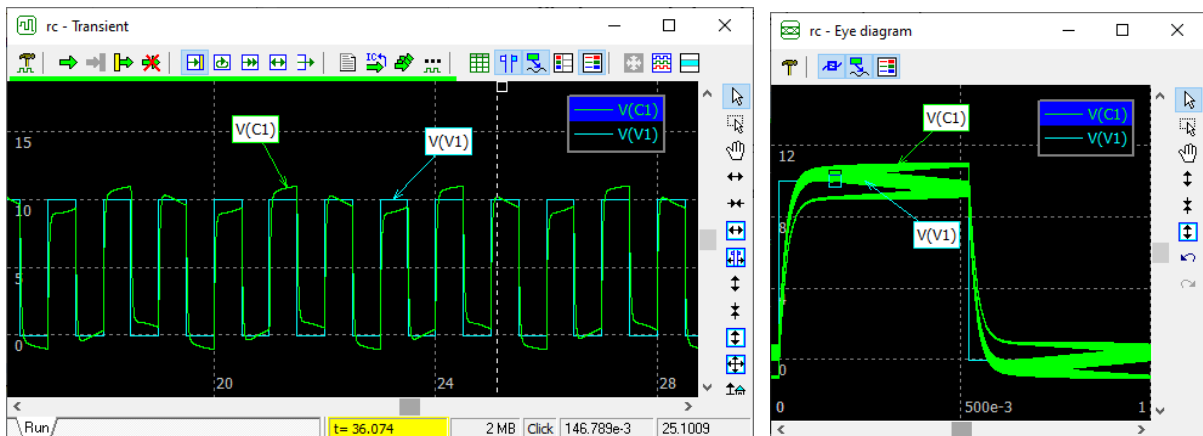 rc - Transient
IC
V(C1)
V(V1)
V(C1)
V(V1)
15
10
5
0
20
24
28
Run
t= 36.074
2 MB
Click
146.789e-3
25.1009
rc - Eye diagram
V(C1)
V(C1)
V(V1)
V(V1)
12
8
4
0
0
500e-3
1